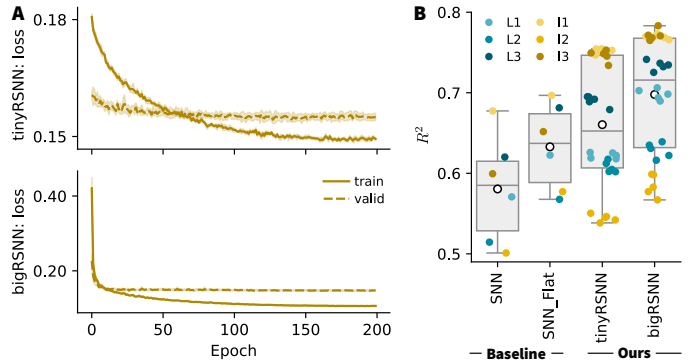 A
tinyRSNN: loss
0.18
0.15
bigRSNN: loss
0.40
0.20
train
valid
0 50 100 150 200
Epoch
B
R²
0.8
0.7
0.6
0.5
L1 I1
L2 I2
L3 I3
SNN
SNN_Flat
tinyRSNN
bigRSNN
Baseline Ours